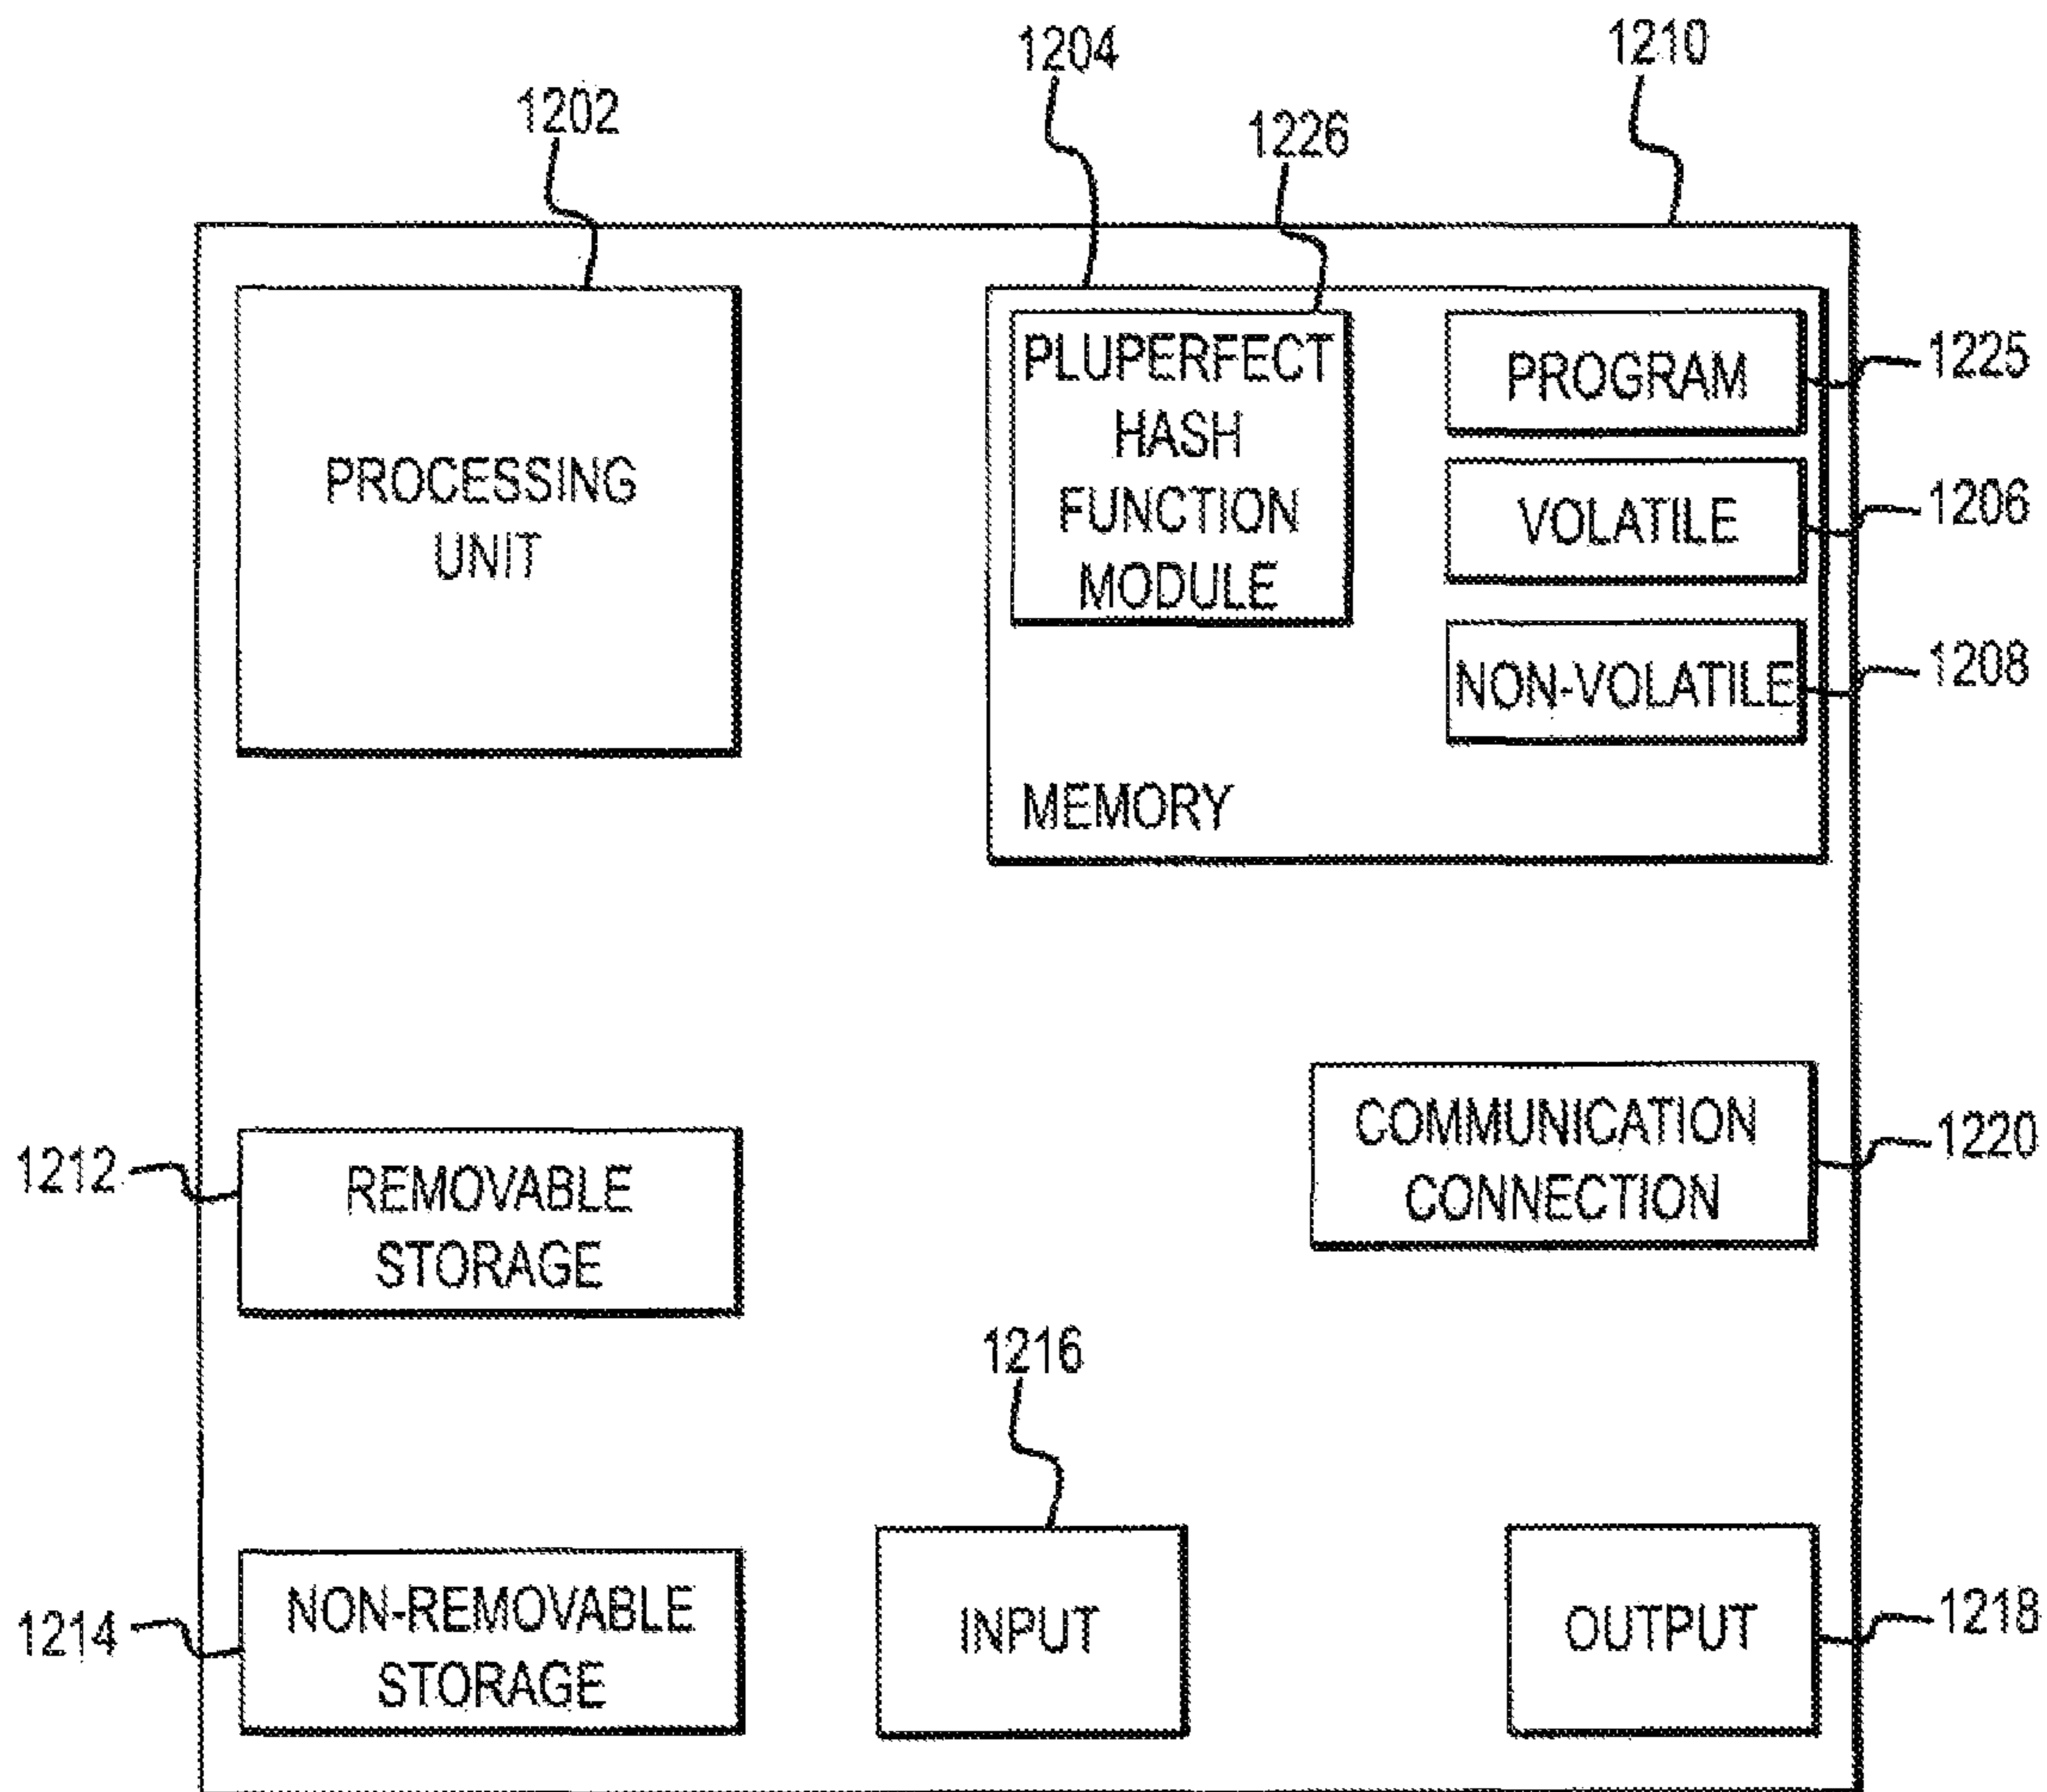 1204
1210
1202
1226
PROCESSING
UNIT
PLUPERFECT
HASH
FUNCTION
MODULE
PROGRAM
1225
VOLATILE
1206
NON-VOLATILE
1208
MEMORY
COMMUNICATION
CONNECTION
1220
1212
REMOVABLE
STORAGE
1216
1214
NON-REMOVABLE
STORAGE
INPUT
OUTPUT
1218